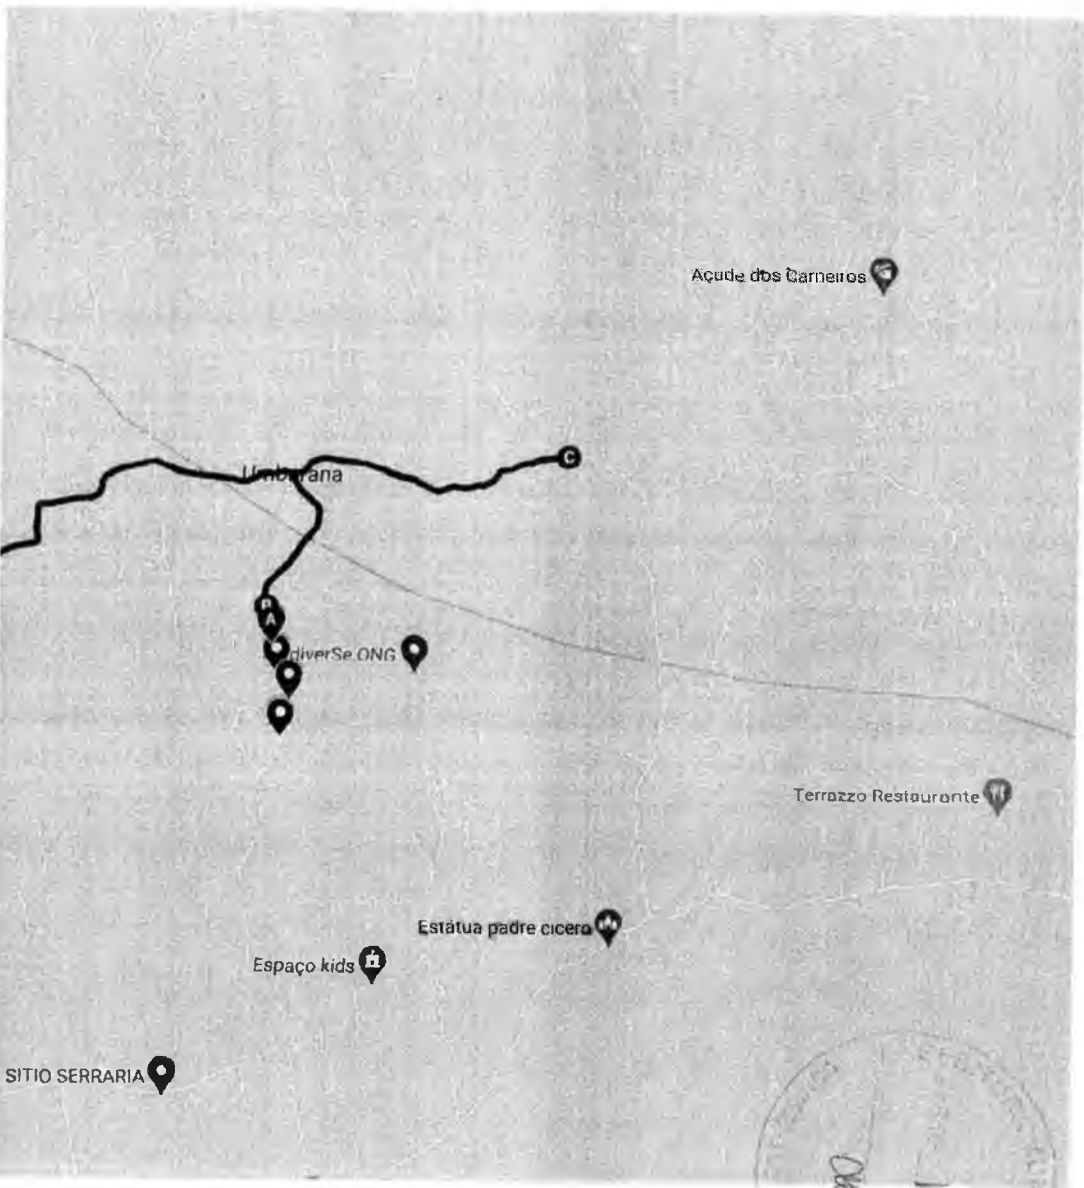 Açude dos Carneiros
Umburana
C
A
diverSe ONG
Terrazzo Restaurante
Estátua padre cicero
Espaço kids
SITIO SERRARIA